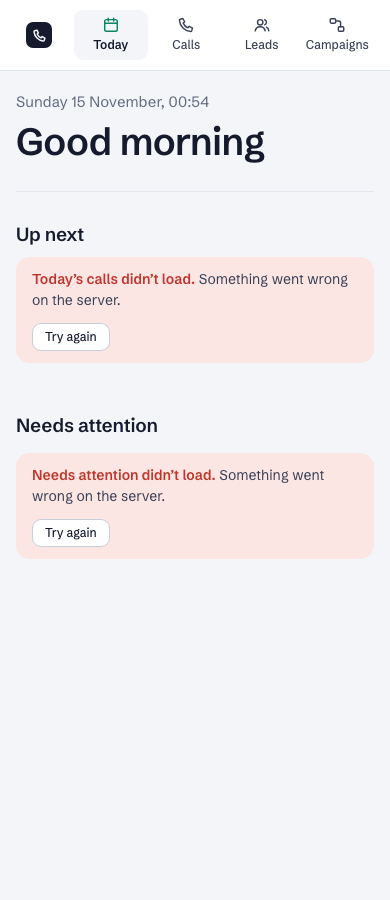 Today
Calls
Leads
Campaigns
Sunday 15 November, 00:54
Good morning
Up next
Today’s calls didn’t load. Something went wrong
on the server.
Try again
Needs attention
Needs attention didn’t load. Something went
wrong on the server.
Try again